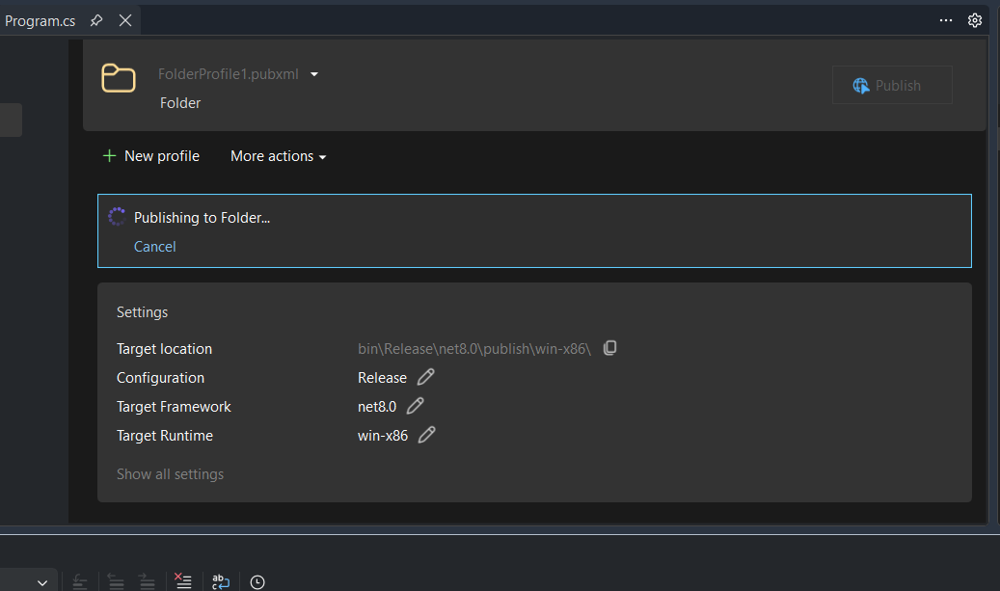 Program.cs
FolderProfile1.pubxml
Folder
Publish
New profile More actions
Publishing to Folder...
Cancel
Settings
Target location bin\Release\net8.0\publish\win-x86\
Configuration Release
Target Framework net8.0
Target Runtime win-x86
Show all settings